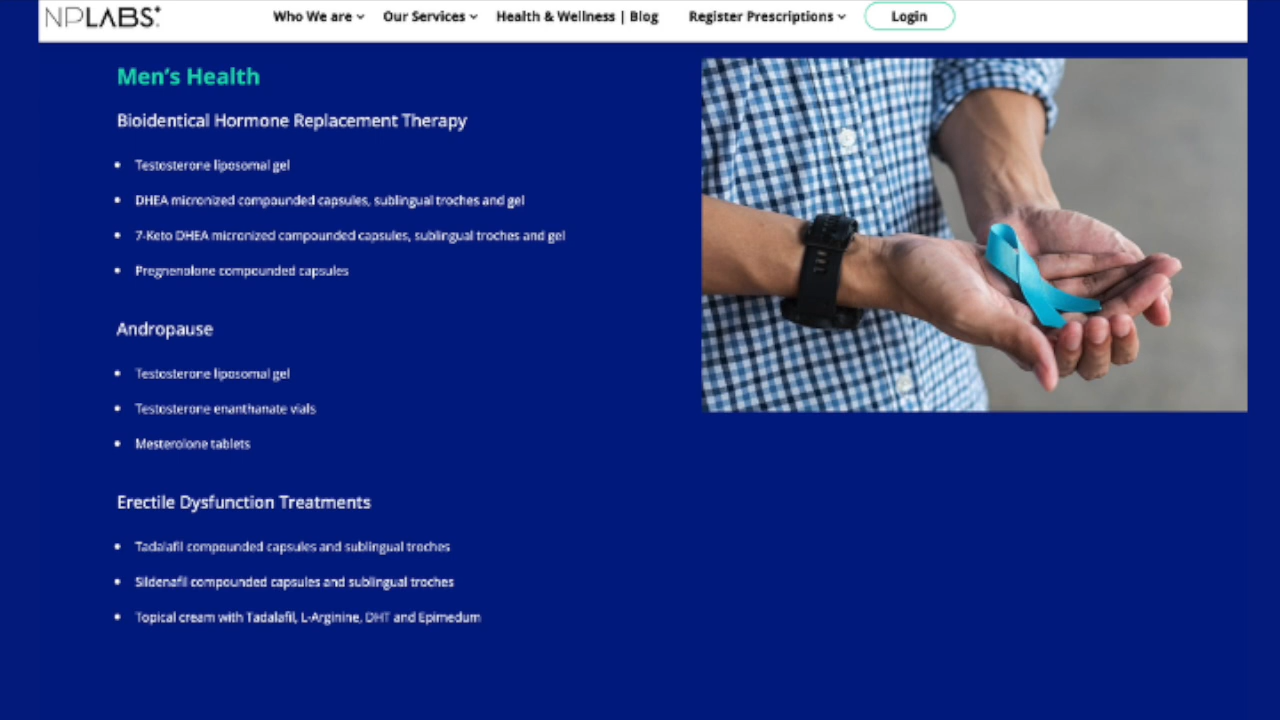 NPLABS+
Who We are
Our Services
Health & Wellness | Blog
Register Prescriptions
Login
Men's Health
Bioidentical Hormone Replacement Therapy
Testosterone liposomal gel
DHEA micronized compounded capsules, sublingual troches and gel
7-Keto DHEA micronized compounded capsules, sublingual troches and gel
Pregnenolone compounded capsules
Andropause
Testosterone liposomal gel
Testosterone enanthanate vials
Mesterolone tablets
Erectile Dysfunction Treatments
Tadalafil compounded capsules and sublingual troches
Sildenafil compounded capsules and sublingual troches
Topical cream with Tadalafil, L-Arginine, DHT and Epimedum